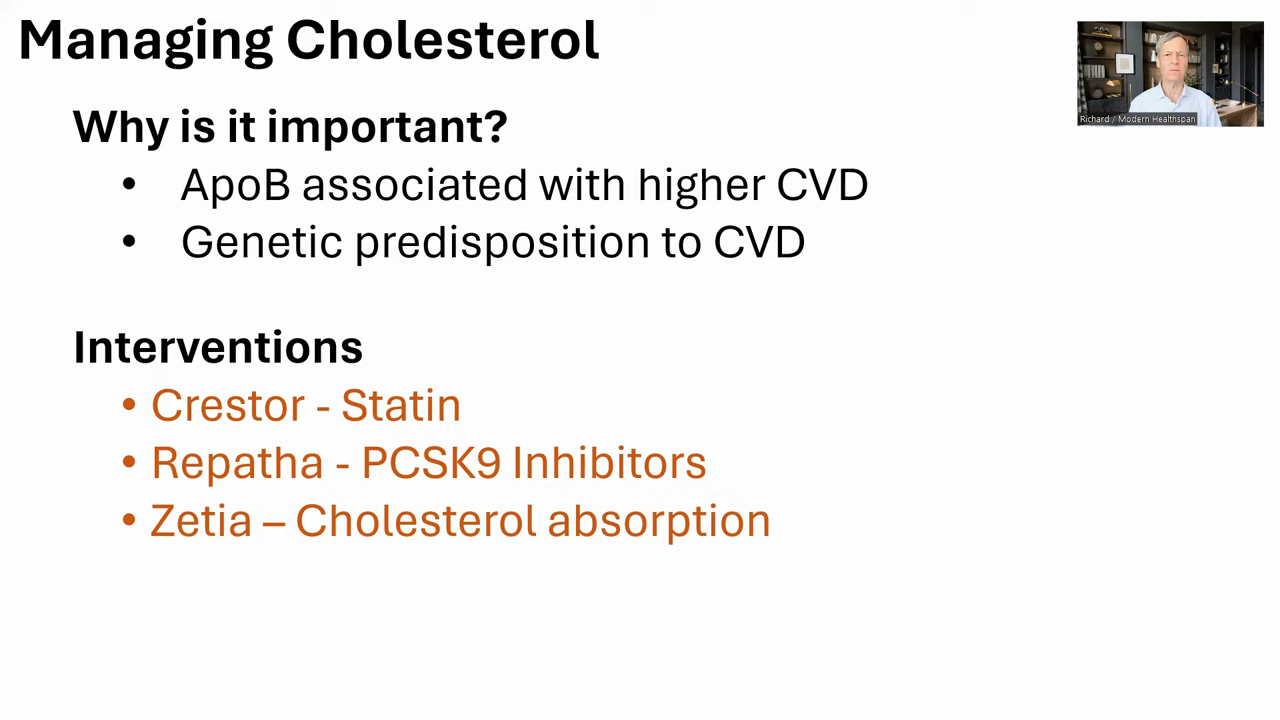 Managing Cholesterol
Richard / Modern Healthspan
Why is it important?
• ApoB associated with higher CVD
• Genetic predisposition to CVD
Interventions
• Crestor - Statin
• Repatha - PCSK9 Inhibitors
• Zetia – Cholesterol absorption